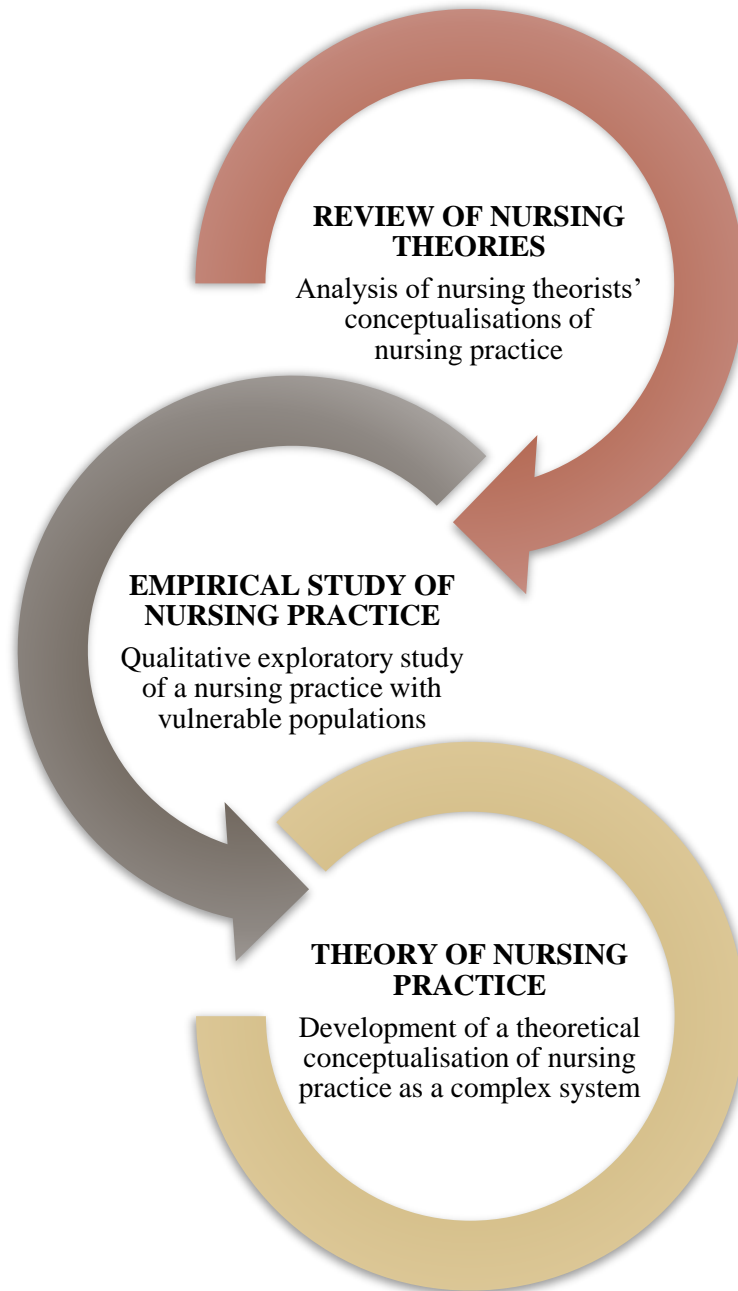 REVIEW OF NURSING
THEORIES
Analysis of nursing theorists’
conceptualisations of
nursing practice
EMPIRICAL STUDY OF
NURSING PRACTICE
Qualitative exploratory study
of a nursing practice with
vulnerable populations
THEORY OF NURSING
PRACTICE
Development of a theoretical
conceptualisation of nursing
practice as a complex system